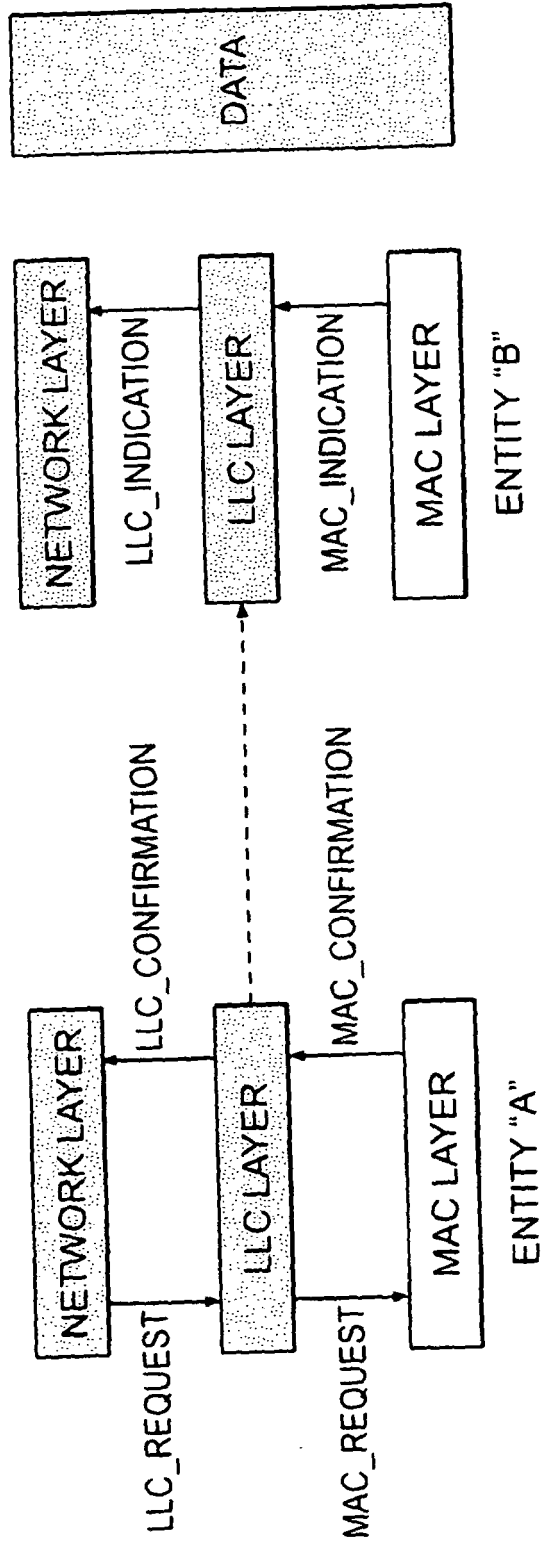 NETWORK LAYER
LLC_REQUEST
LLC_CONFIRMATION
LLC LAYER
MAC_REQUEST
MAC_CONFIRMATION
MAC LAYER
ENTITY "A"
NETWORK LAYER
LLC_INDICATION
LLC LAYER
MAC_INDICATION
MAC LAYER
ENTITY "B"
DATA